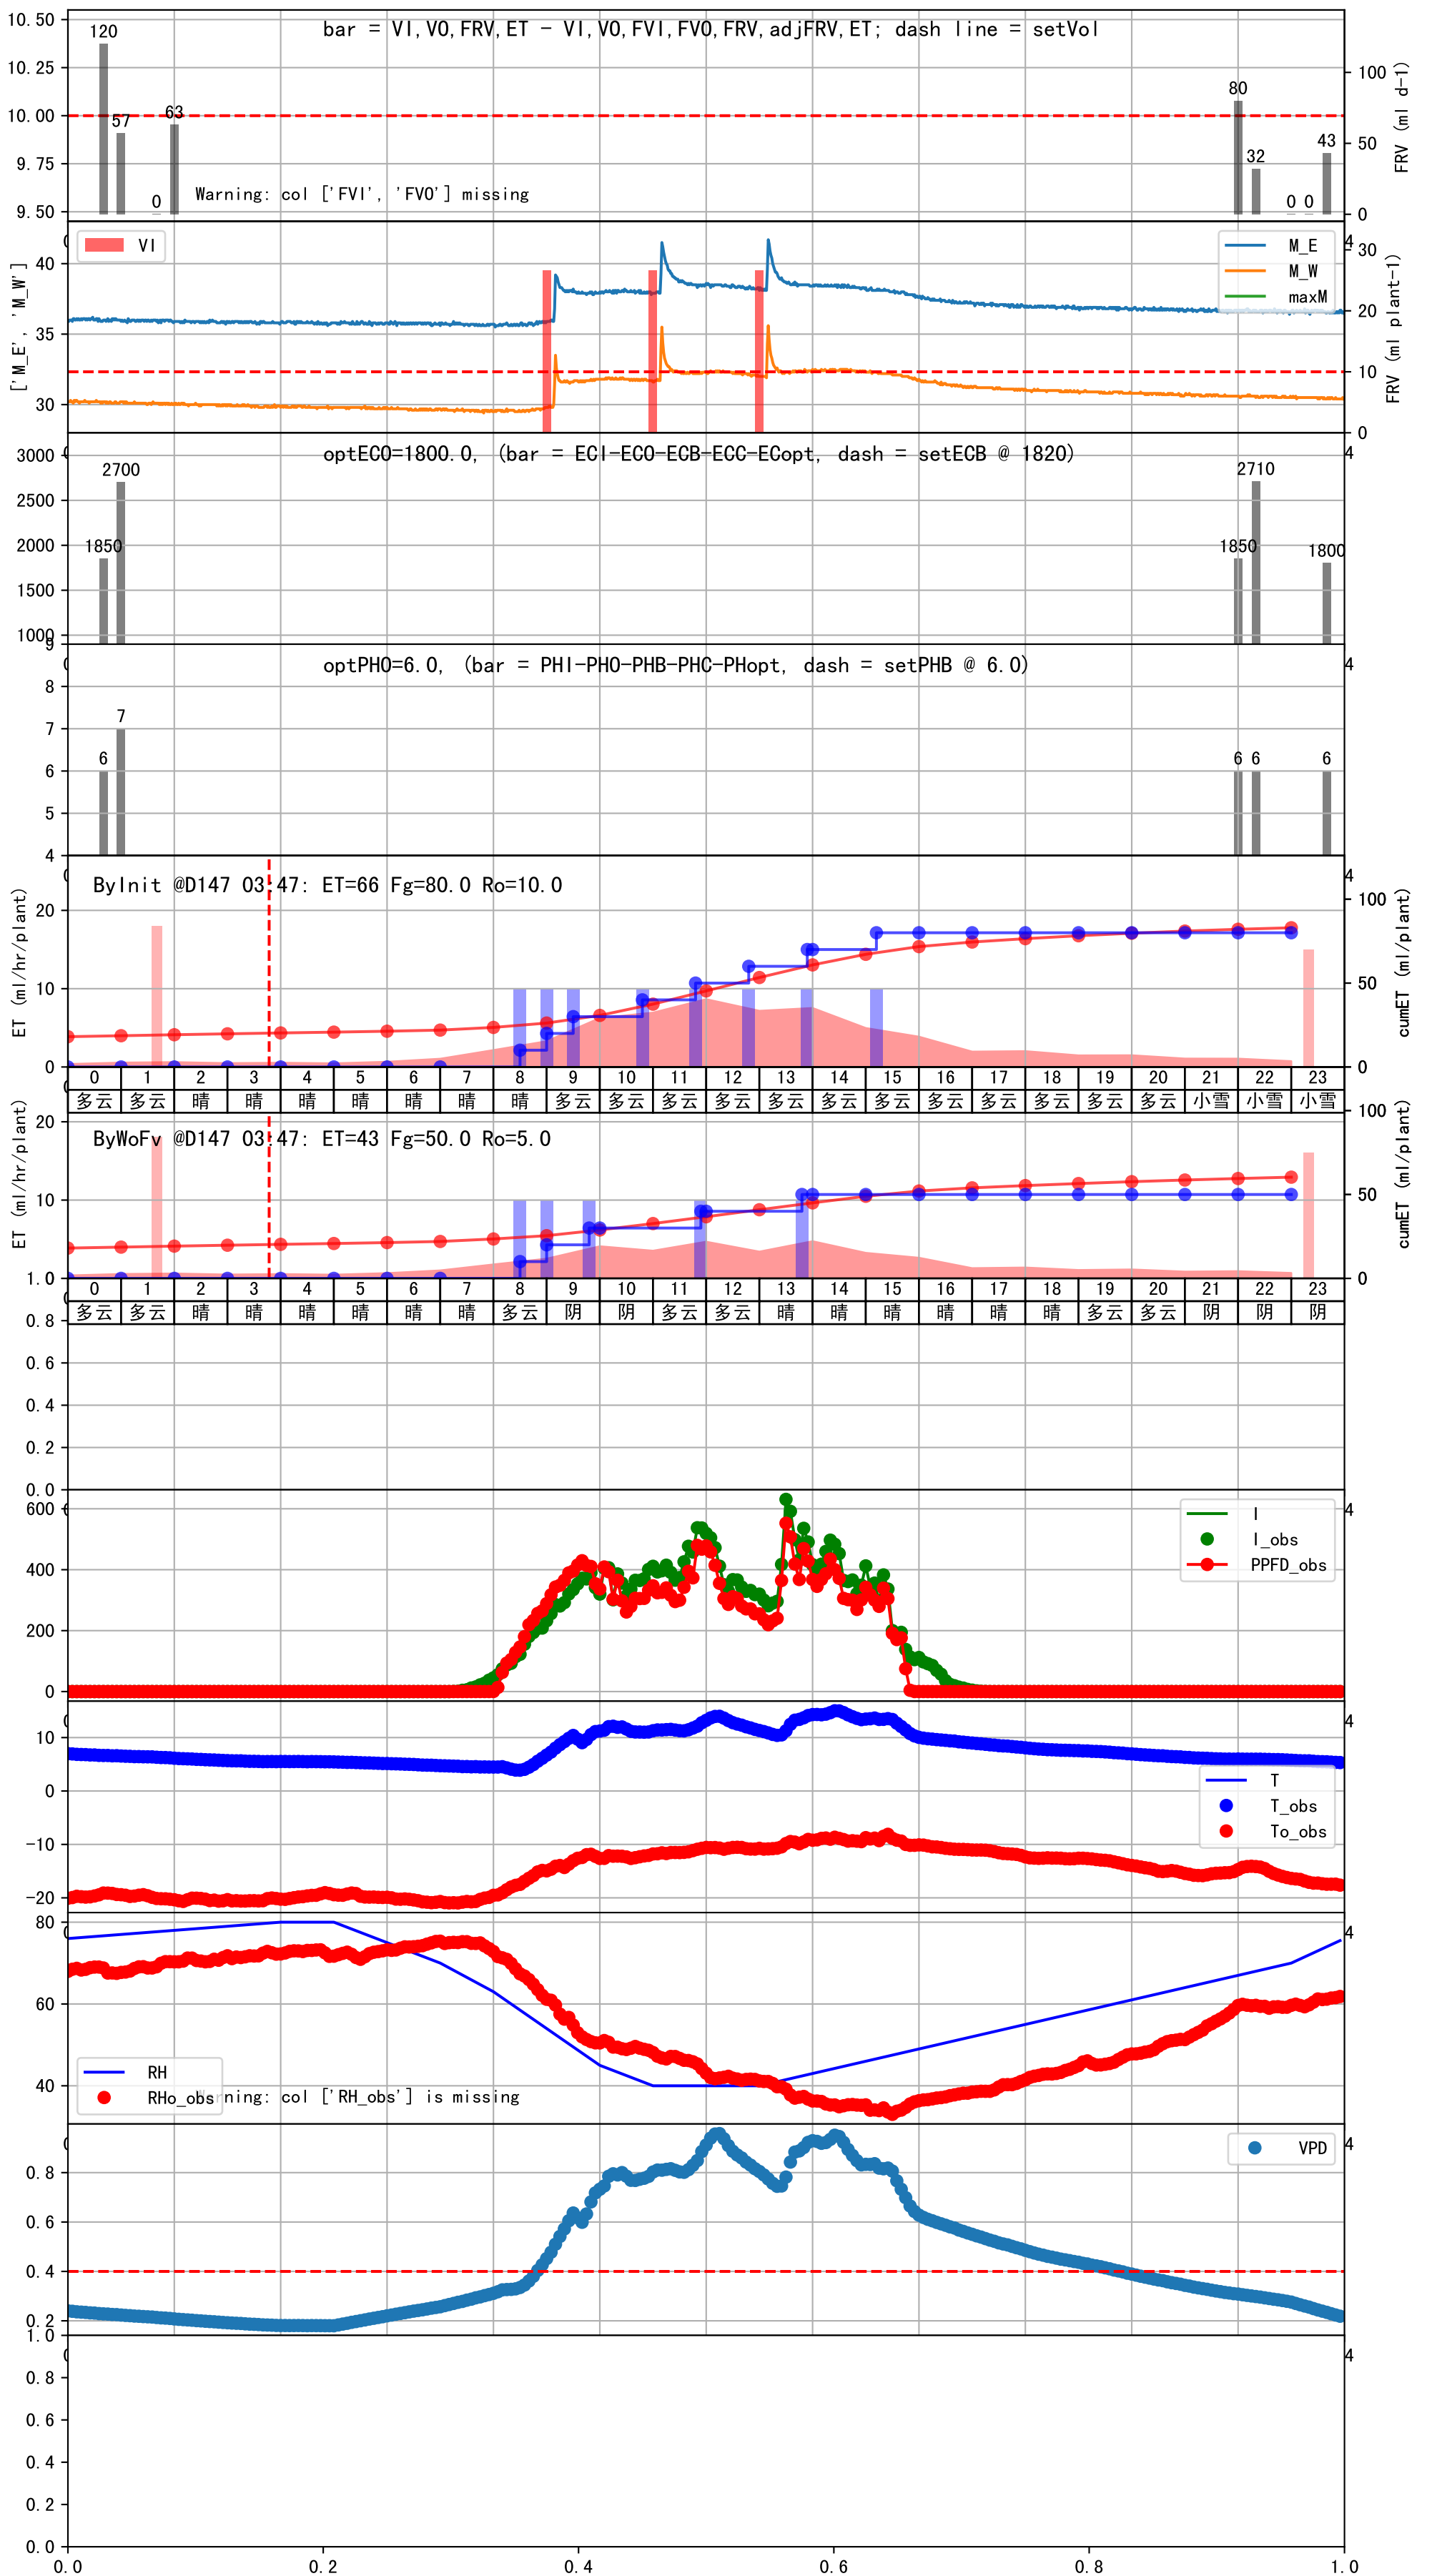 bar = VI,VO,FRV,ET - VI,VO,FVI,FVO,FRV,adjFRV,ET; dash line = setVol
10.50
10.25
10.00
9.75
9.50
120
57
0
63
80
32
0 0
43
100
50
0
FRV (ml d-1)
Warning: col ['FVI', 'FVO'] missing
['M_E', 'M_W']
40
35
30
VI
M_E
M_W
maxM
4
30
20
10
0
FRV (ml plant-1)
optECO=1800.0, (bar = ECI-ECO-ECB-ECC-ECopt, dash = setECB @ 1820)
3000
2500
2000
1500
1000
1850
2700
1850
2710
1800
4
optPHO=6.0, (bar = PHI-PHO-PHB-PHC-PHopt, dash = setPHB @ 6.0)
9
8
7
6
5
4
6
7
6 6
6
4
ByInit @D147 03:47: ET=66 Fg=80.0 Ro=10.0
ET (ml/hr/plant)
20
10
0
4
100
50
0
cumET (ml/plant)
0 1 2 3 4 5 6 7 8 9 10 11 12 13 14 15 16 17 18 19 20 21 22 23
多云 多云 晴 晴 晴 晴 晴 晴 晴 多云 多云 多云 多云 多云 多云 多云 多云 多云 多云 多云 多云 小雪 小雪 小雪
ByWoFv @D147 03:47: ET=43 Fg=50.0 Ro=5.0
ET (ml/hr/plant)
20
10
100
50
0
cumET (ml/plant)
0 1 2 3 4 5 6 7 8 9 10 11 12 13 14 15 16 17 18 19 20 21 22 23
多云 多云 晴 晴 晴 晴 晴 晴 多云 阴 阴 多云 多云 晴 晴 晴 晴 晴 晴 多云 多云 阴 阴 阴
1.0
0.8
0.6
0.4
0.2
0.0
600
400
200
0
I
I_obs
PPFD_obs
4
10
0
-10
-20
T
T_obs
To_obs
4
80
60
40
RH
RHo_obs
rning: col ['RH_obs'] is missing
4
0.8
0.6
0.4
0.2
VPD
4
1.0
0.8
0.6
0.4
0.2
0.0
4
0.0 0.2 0.4 0.6 0.8 1.0